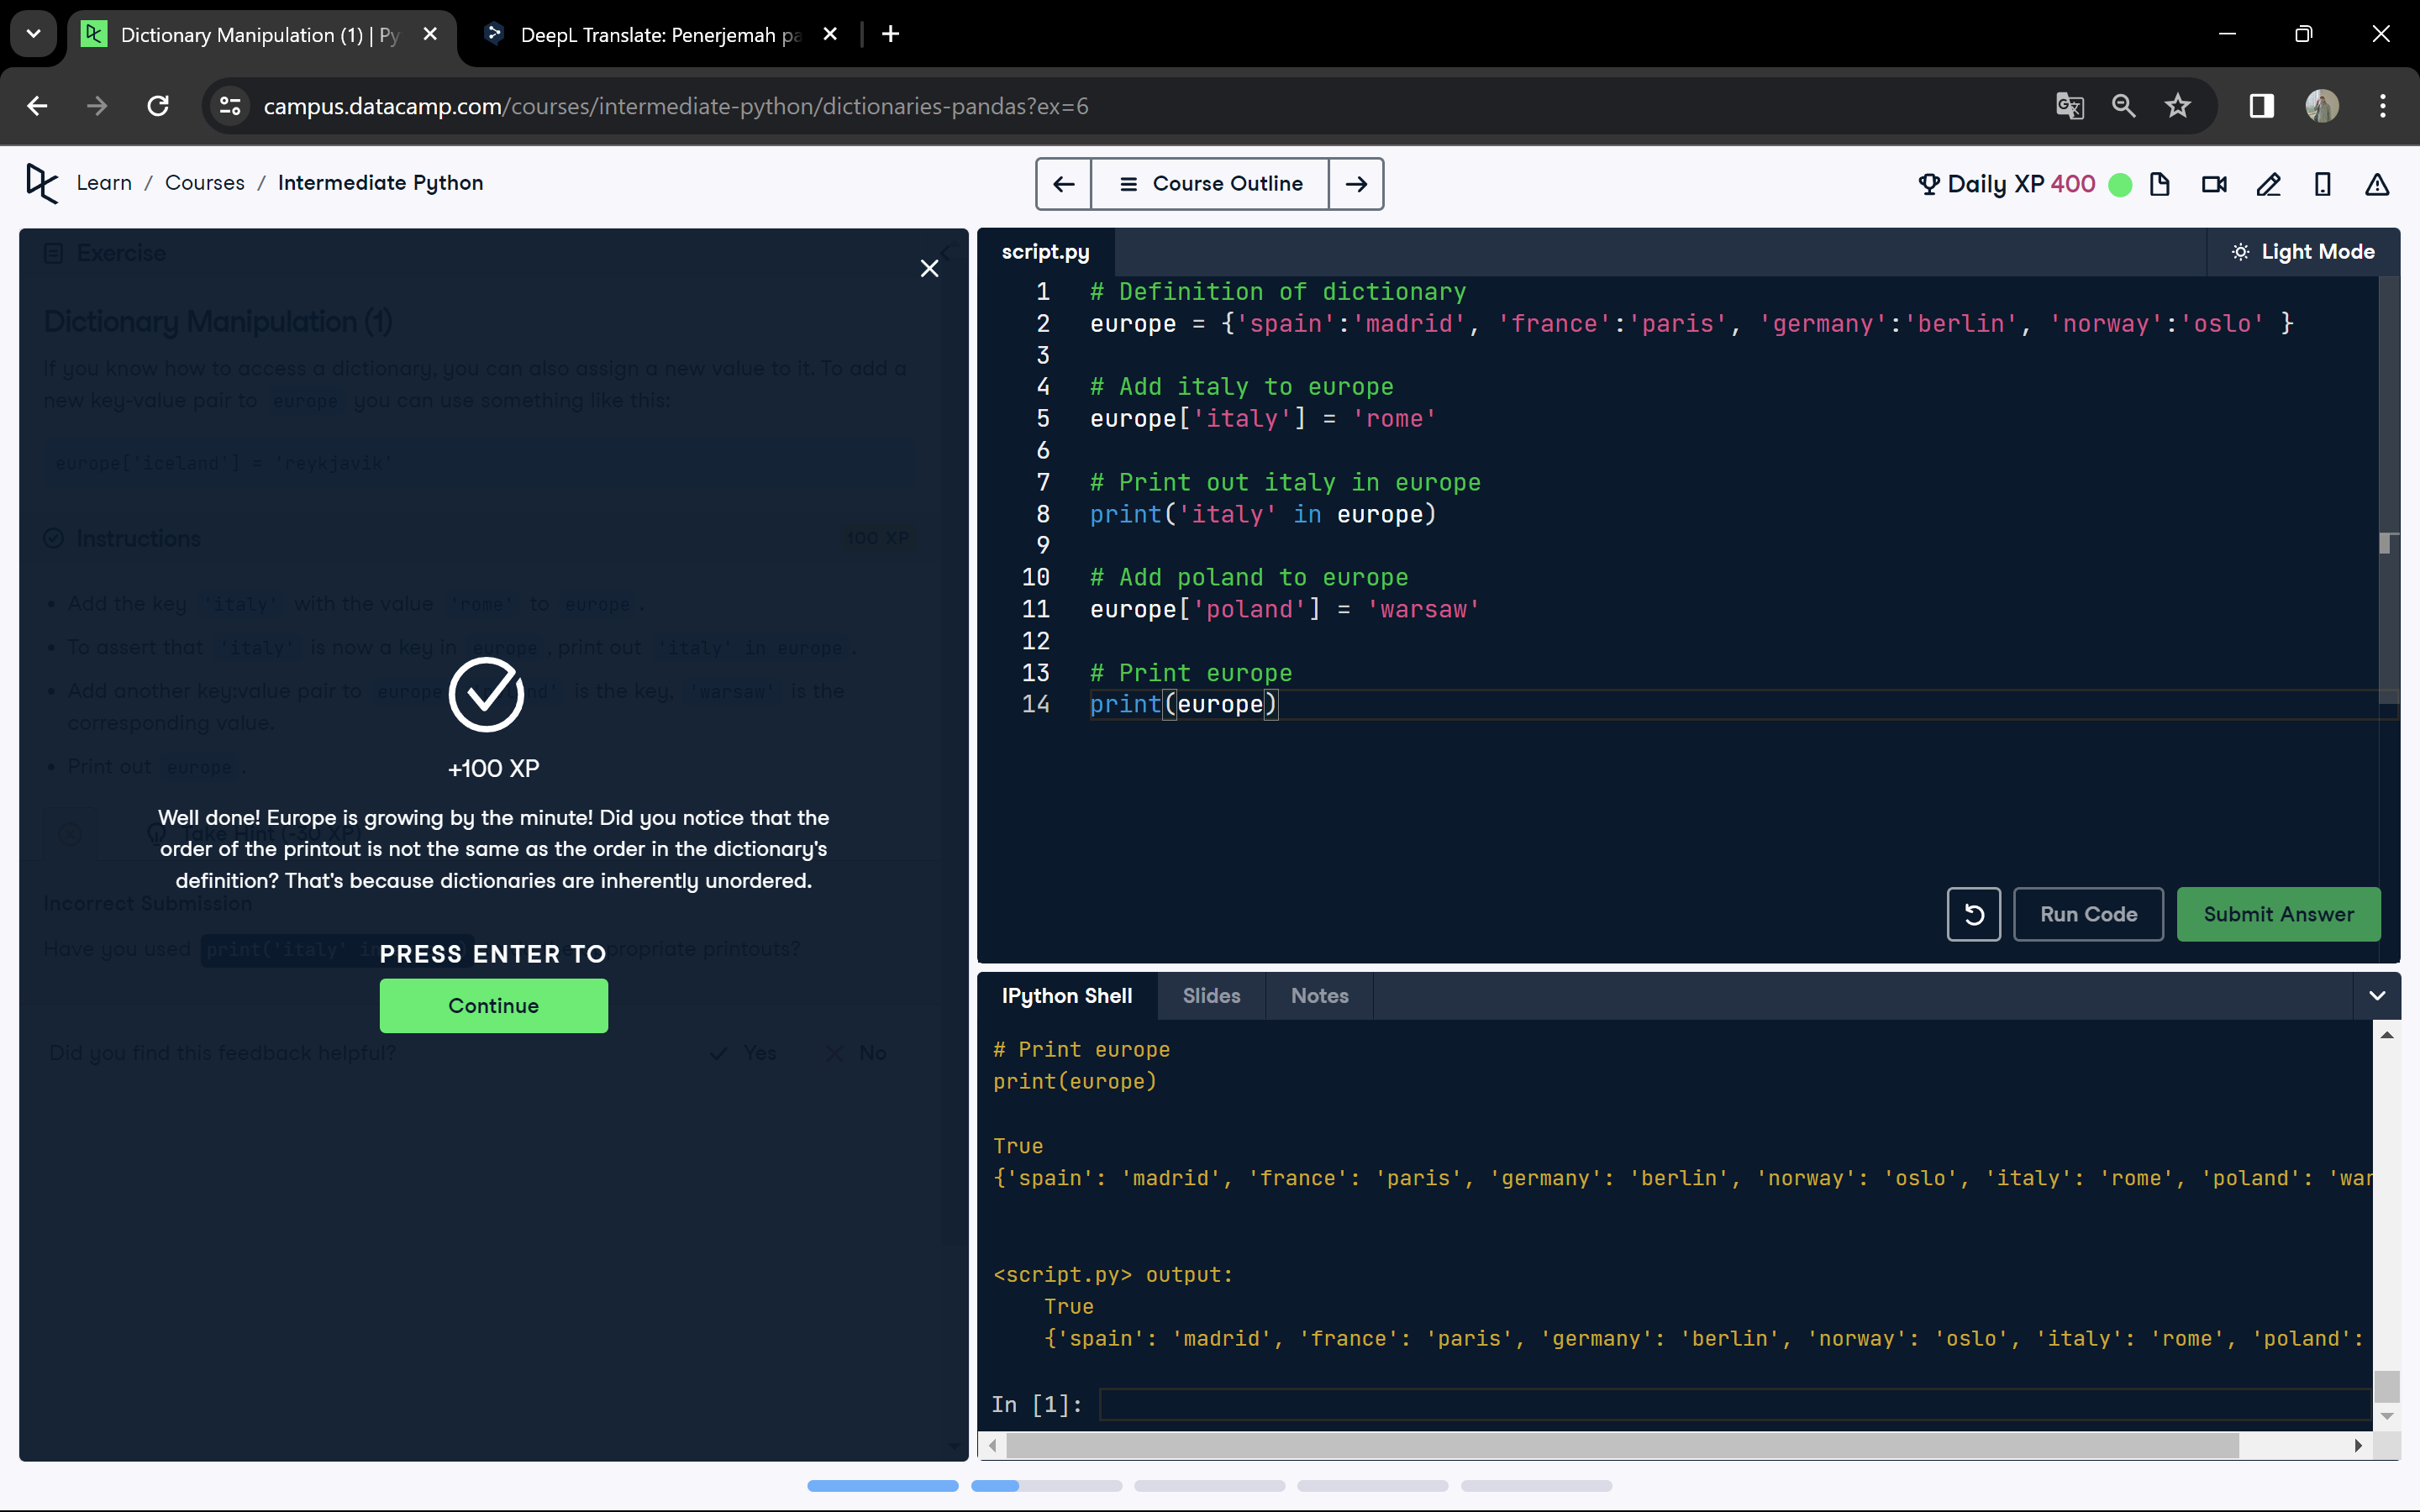 Dictionary Manipulation (1) | Py
DeepL Translate: Penerjemah pa
campus.datacamp.com/courses/intermediate-python/dictionaries-pandas?ex=6
Learn / Courses / Intermediate Python
Course Outline
Daily XP 400
Exercise
Dictionary Manipulation (1)
If you know how to access a dictionary, you can also assign a new value to it. To add a
new key-value pair to europe you can use something like this:
europe['iceland'] = 'reykjavik'
Instructions
100 XP
• Add the key 'italy' with the value 'rome' to europe.
• To assert that 'italy' is now a key in europe, print out 'italy' in europe.
• Add another key:value pair to europe: is the key, 'warsaw' is the
corresponding value.
• Print out europe.
Take Hint (-30 XP)
+100 XP
Well done! Europe is growing by the minute! Did you notice that the
order of the printout is not the same as the order in the dictionary's
definition? That's because dictionaries are inherently unordered.
Incorrect Submission
Have you used print('italy' in printouts?
PRESS ENTER TO
Continue
Did you find this feedback helpful?
Yes
No
script.py
Light Mode
1 # Definition of dictionary
2 europe = {'spain':'madrid', 'france':'paris', 'germany':'berlin', 'norway':'oslo' }
3
4 # Add italy to europe
5 europe['italy'] = 'rome'
6
7 # Print out italy in europe
8 print('italy' in europe)
9
10 # Add poland to europe
11 europe['poland'] = 'warsaw'
12
13 # Print europe
14 print(europe)
Run Code
Submit Answer
IPython Shell
Slides
Notes
# Print europe
print(europe)
True
{'spain': 'madrid', 'france': 'paris', 'germany': 'berlin', 'norway': 'oslo', 'italy': 'rome', 'poland': 'war
<script.py> output:
True
{'spain': 'madrid', 'france': 'paris', 'germany': 'berlin', 'norway': 'oslo', 'italy': 'rome', 'poland':
In [1]: